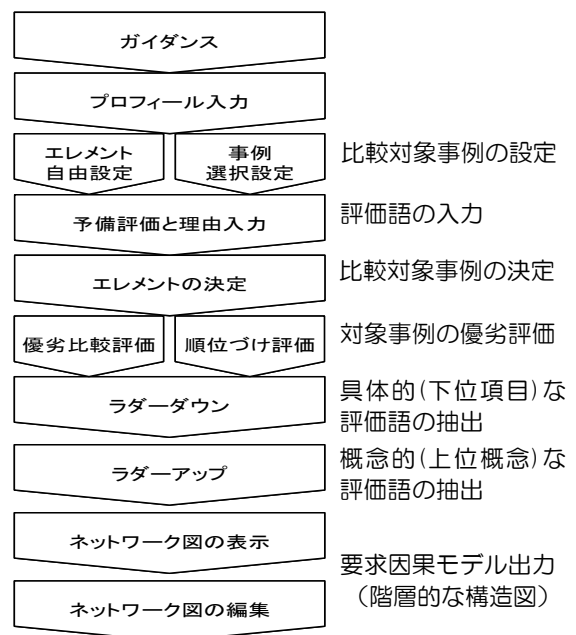 ガイダンス
プロフィール入力
エレメント
自由設定
事例
選択設定
比較対象事例の設定
予備評価と理由入力
評価語の入力
エレメントの決定
比較対象事例の決定
優劣比較評価
順位づけ評価
対象事例の優劣評価
ラダーダウン
具体的(下位項目)な
評価語の抽出
ラダーアップ
概念的(上位概念)な
評価語の抽出
ネットワーク図の表示
ネットワーク図の編集
要求因果モデル出力
（階層的な構造図）